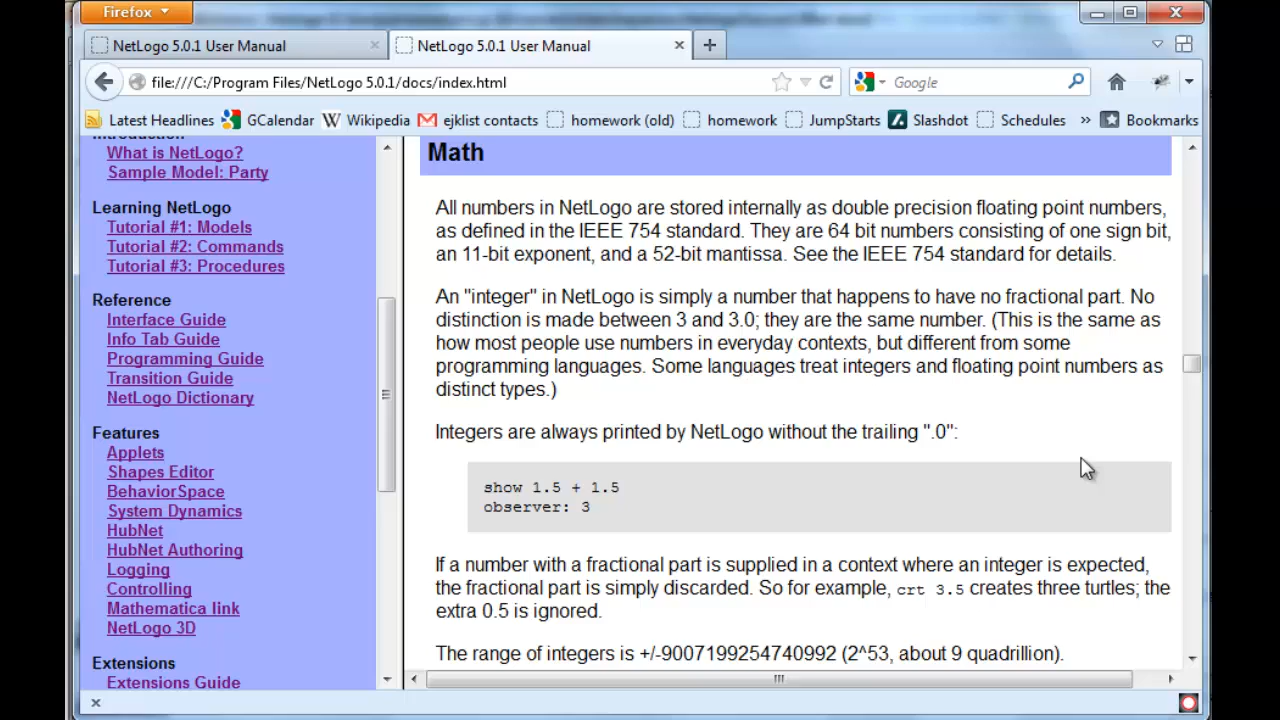 Firefox
NetLogo 5.0.1 User Manual
NetLogo 5.0.1 User Manual
file:///C:/Program Files/NetLogo 5.0.1/docs/index.html
Google
Latest Headlines
GCalendar
Wikipedia
ejklist contacts
homework (old)
homework
JumpStarts
Slashdot
Schedules
»
Bookmarks
What is NetLogo?
Sample Model: Party
Learning NetLogo
Tutorial #1: Models
Tutorial #2: Commands
Tutorial #3: Procedures
Reference
Interface Guide
Info Tab Guide
Programming Guide
Transition Guide
NetLogo Dictionary
Features
Applets
Shapes Editor
BehaviorSpace
System Dynamics
HubNet
HubNet Authoring
Logging
Controlling
Mathematica link
NetLogo 3D
Extensions
Extensions Guide
Math
All numbers in NetLogo are stored internally as double precision floating point numbers,
as defined in the IEEE 754 standard. They are 64 bit numbers consisting of one sign bit,
an 11-bit exponent, and a 52-bit mantissa. See the IEEE 754 standard for details.
An "integer" in NetLogo is simply a number that happens to have no fractional part. No
distinction is made between 3 and 3.0; they are the same number. (This is the same as
how most people use numbers in everyday contexts, but different from some
programming languages. Some languages treat integers and floating point numbers as
distinct types.)
Integers are always printed by NetLogo without the trailing ".0":
show 1.5 + 1.5
observer: 3
If a number with a fractional part is supplied in a context where an integer is expected,
the fractional part is simply discarded. So for example, crt 3.5 creates three turtles; the
extra 0.5 is ignored.
The range of integers is +/-9007199254740992 (2^53, about 9 quadrillion).